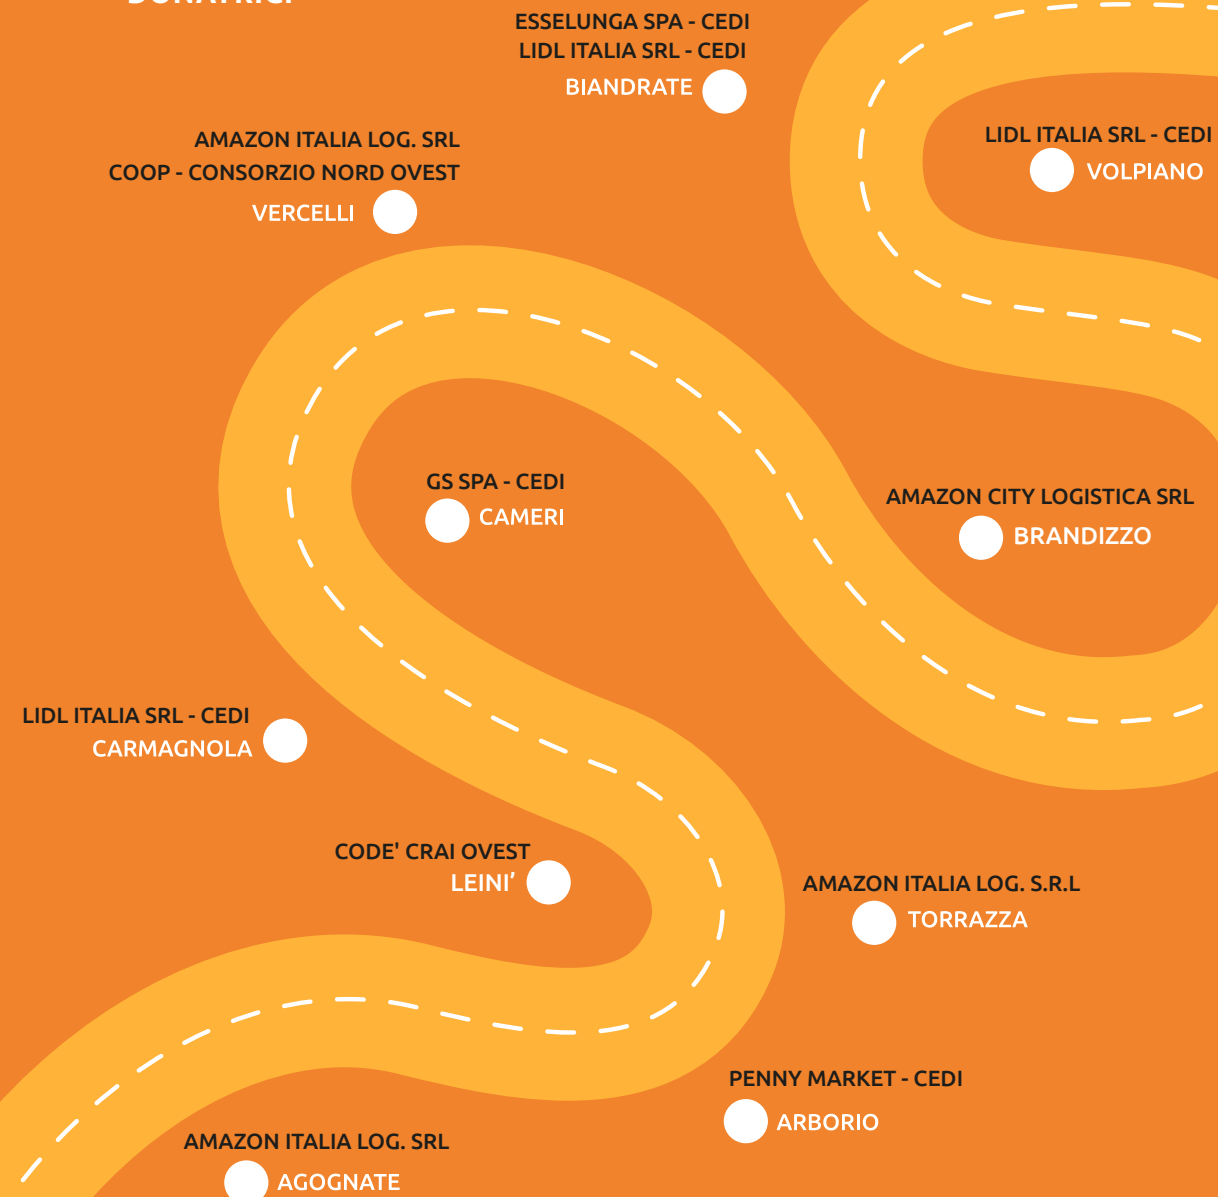 ESSELUNGA SPA - CEDI
LIDL ITALIA SRL - CEDI
BIANDRATE
LIDL ITALIA SRL - CEDI
VOLPIANO
AMAZON ITALIA LOG. SRL
COOP - CONSORZIO NORD OVEST
VERCELLI
GS SPA - CEDI
CAMERI
AMAZON CITY LOGISTICA SRL
BRANDIZZO
LIDL ITALIA SRL - CEDI
CARMAGNOLA
CODE' CRAI OVEST
LEINI’
AMAZON ITALIA LOG. S.R.L
TORRAZZA
PENNY MARKET - CEDI
ARBORIO
AMAZON ITALIA LOG. SRL
AGOGNATE